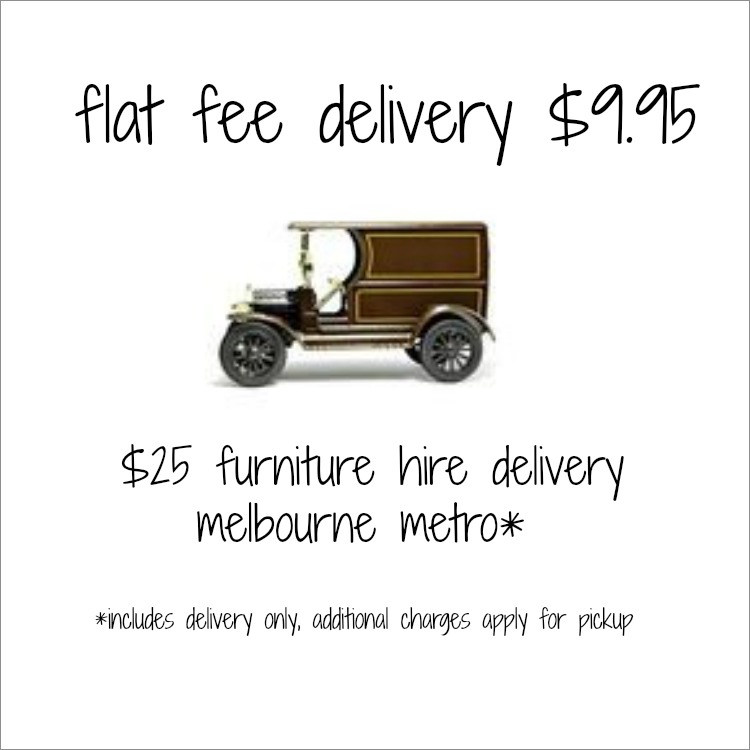 flat fee delivery $9.95
$25 furniture hire delivery
melbourne metro*
*includes delivery only, additional charges apply for pickup